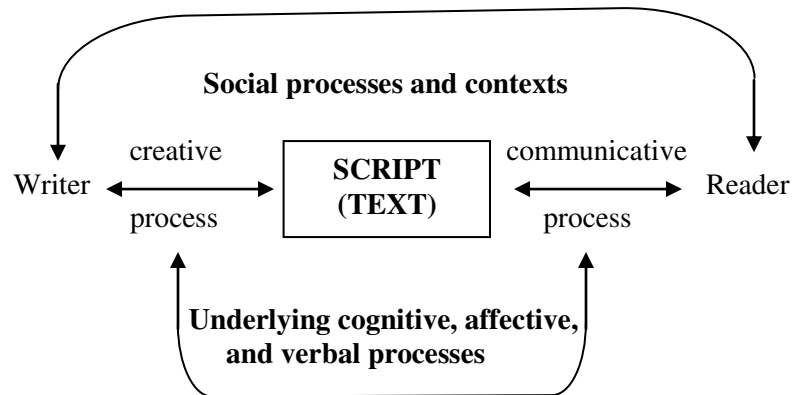 Social processes and contexts
creative
communicative
SCRIPT
(TEXT)
Writer
Reader
process
process
Underlying cognitive, affective,
and verbal processes